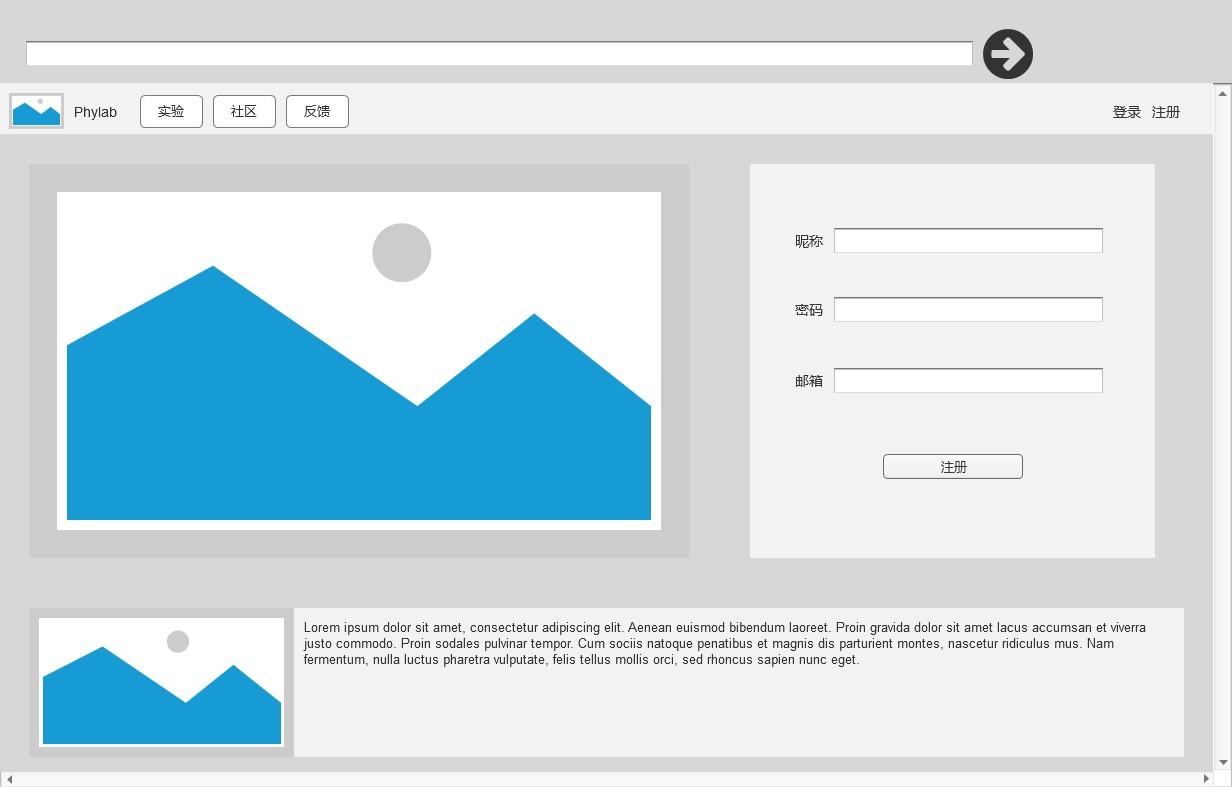 Phylab 实验 社区 反馈 登录 注册
昵称
密码
邮箱
注册
Lorem ipsum dolor sit amet, consectetur adipiscing elit. Aenean euismod bibendum laoreet. Proin gravida dolor sit amet lacus accumsan et viverra
justo commodo. Proin sodales pulvinar tempor. Cum sociis natoque penatibus et magnis dis parturient montes, nascetur ridiculus mus. Nam
fermentum, nulla luctus pharetra vulputate, felis tellus mollis orci, sed rhoncus sapien nunc eget.